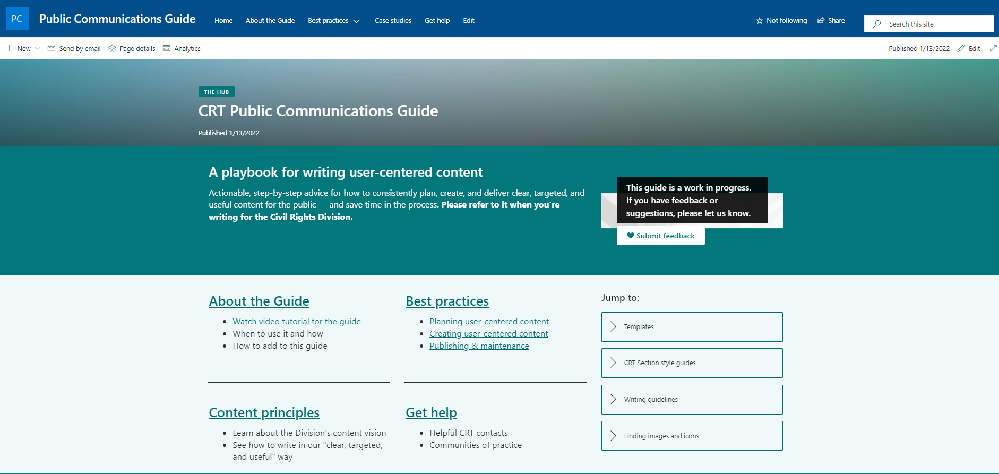 PC
Public Communications Guide
Home
About the Guide
Best practices
Case studies
Get help
Edit
Not following
Share
Search this site
New
Send by email
Page details
Analytics
Published 1/13/2022
Edit
THE HUB
CRT Public Communications Guide
Published 1/13/2022
A playbook for writing user-centered content
Actionable, step-by-step advice for how to consistently plan, create, and deliver clear, targeted, and
useful content for the public — and save time in the process. Please refer to it when you’re
writing for the Civil Rights Division.
This guide is a work in progress.
If you have feedback or
suggestions, please let us know.
Submit feedback
About the Guide
• Watch video tutorial for the guide
• When to use it and how
• How to add to this guide
Best practices
• Planning user-centered content
• Creating user-centered content
• Publishing & maintenance
Content principles
• Learn about the Division's content vision
• See how to write in our "clear, targeted,
and useful" way
Get help
• Helpful CRT contacts
• Communities of practice
Jump to:
Templates
CRT Section style guides
Writing guidelines
Finding images and icons